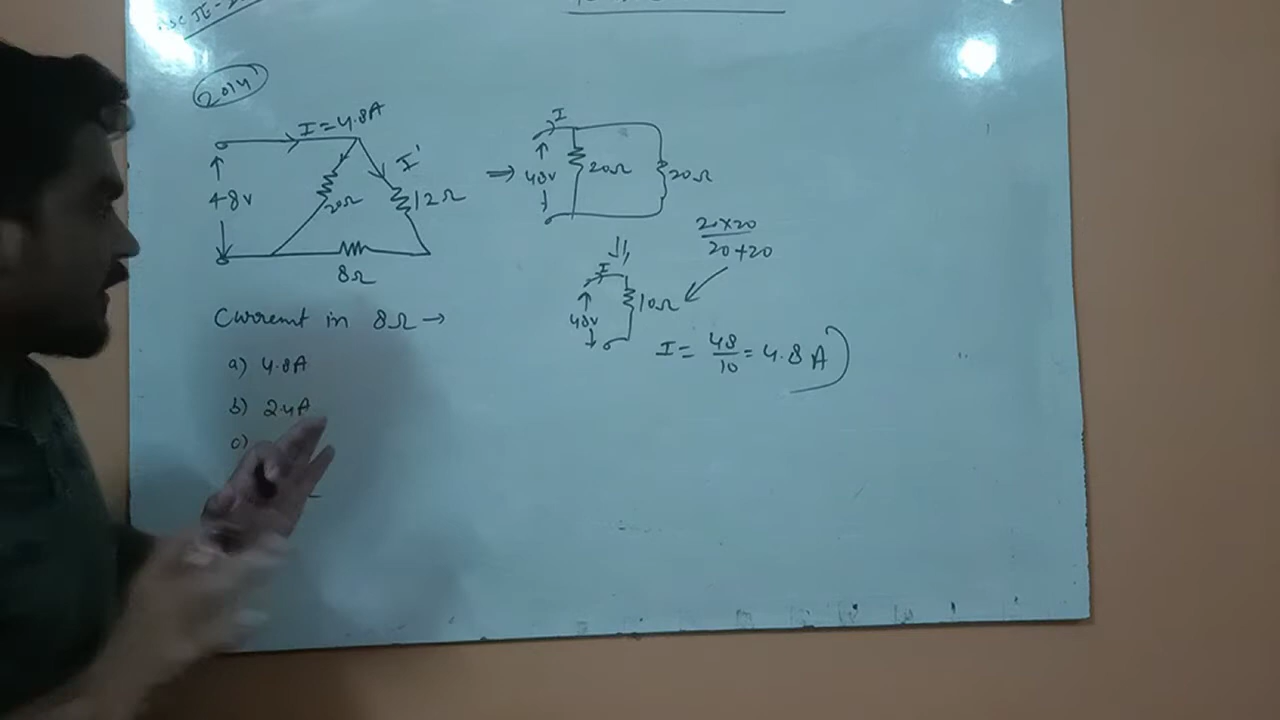 2014
I = 4.8A
I'
48v
20Ω
12Ω
8Ω
⇒
I
48v
20Ω
20Ω
20×20
20+20
⇓
I
48v
10Ω
I = 48/10 = 4.8 A
Current in 8Ω →
a) 4.8A
b) 2.4A
c)